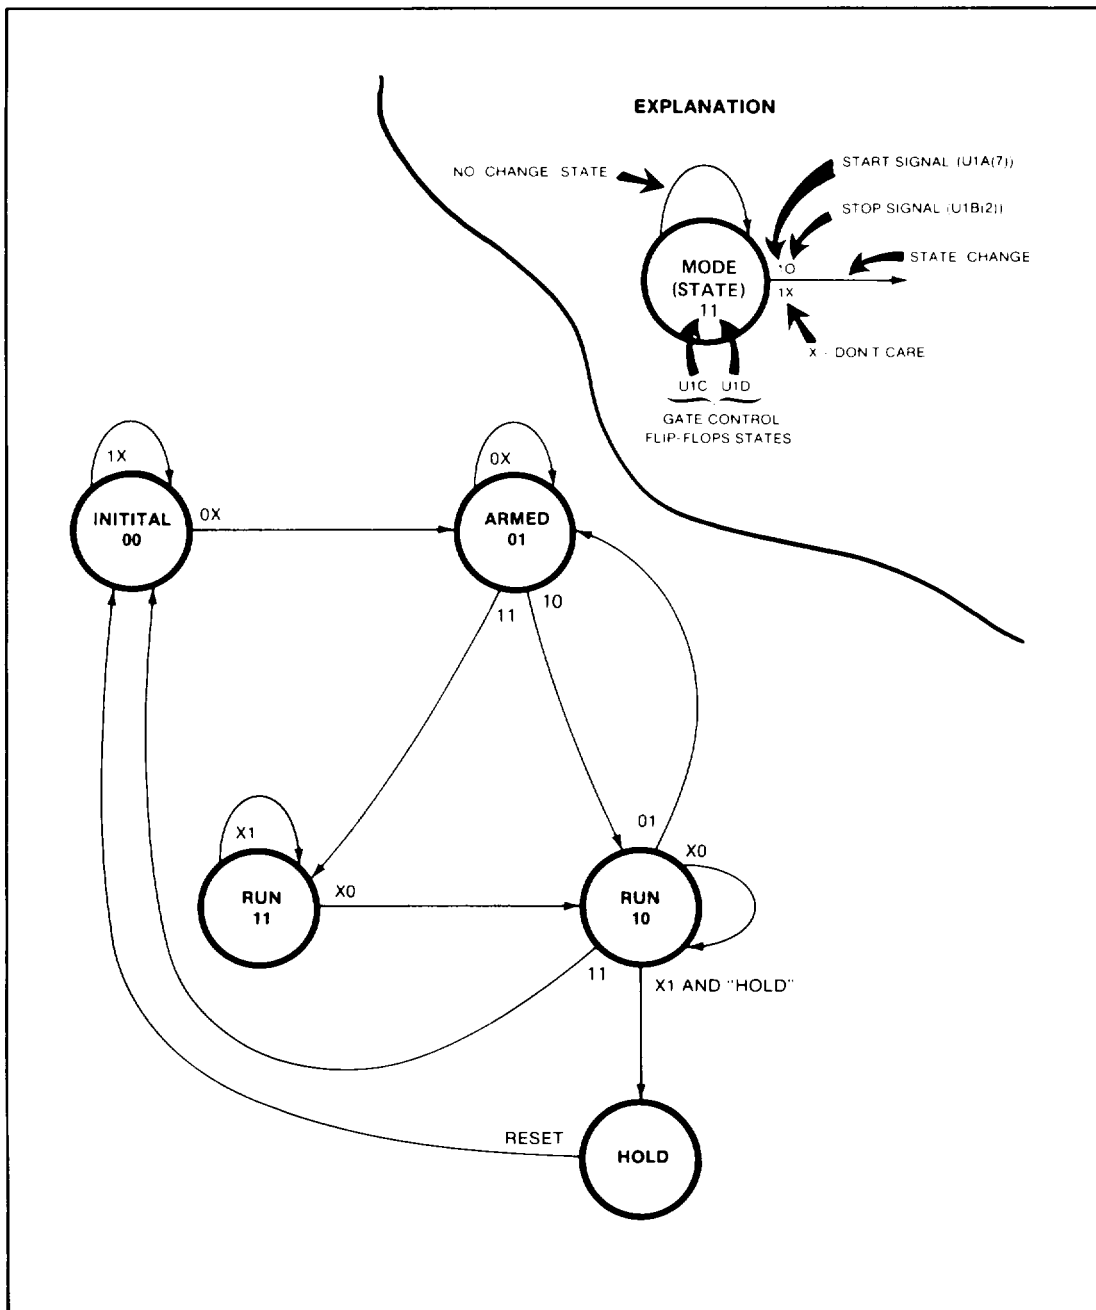 EXPLANATION
NO CHANGE STATE
START SIGNAL (U1A(7))
STOP SIGNAL (U1B(2))
STATE CHANGE
10
1X
MODE
(STATE)
11
X - DON'T CARE
U1C U1D
GATE CONTROL
FLIP-FLOPS STATES
1X
INITITAL
00
0X
0X
ARMED
01
11
10
X1
RUN
11
X0
01
X0
RUN
10
11
X1 AND "HOLD"
RESET
HOLD